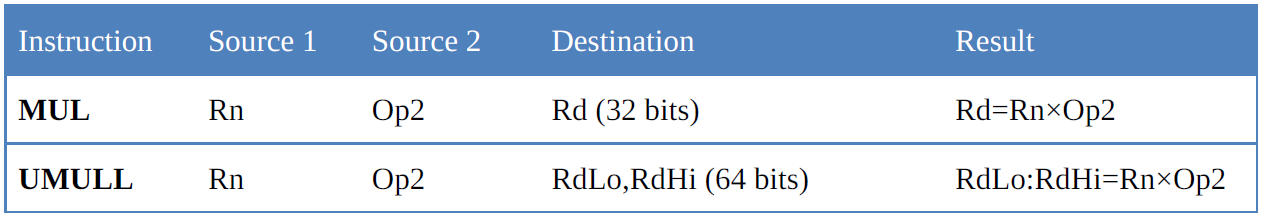 Instruction Source 1 Source 2 Destination Result
MUL Rn Op2 Rd (32 bits) Rd=Rn×Op2
UMULL Rn Op2 RdLo,RdHi (64 bits) RdLo:RdHi=Rn×Op2